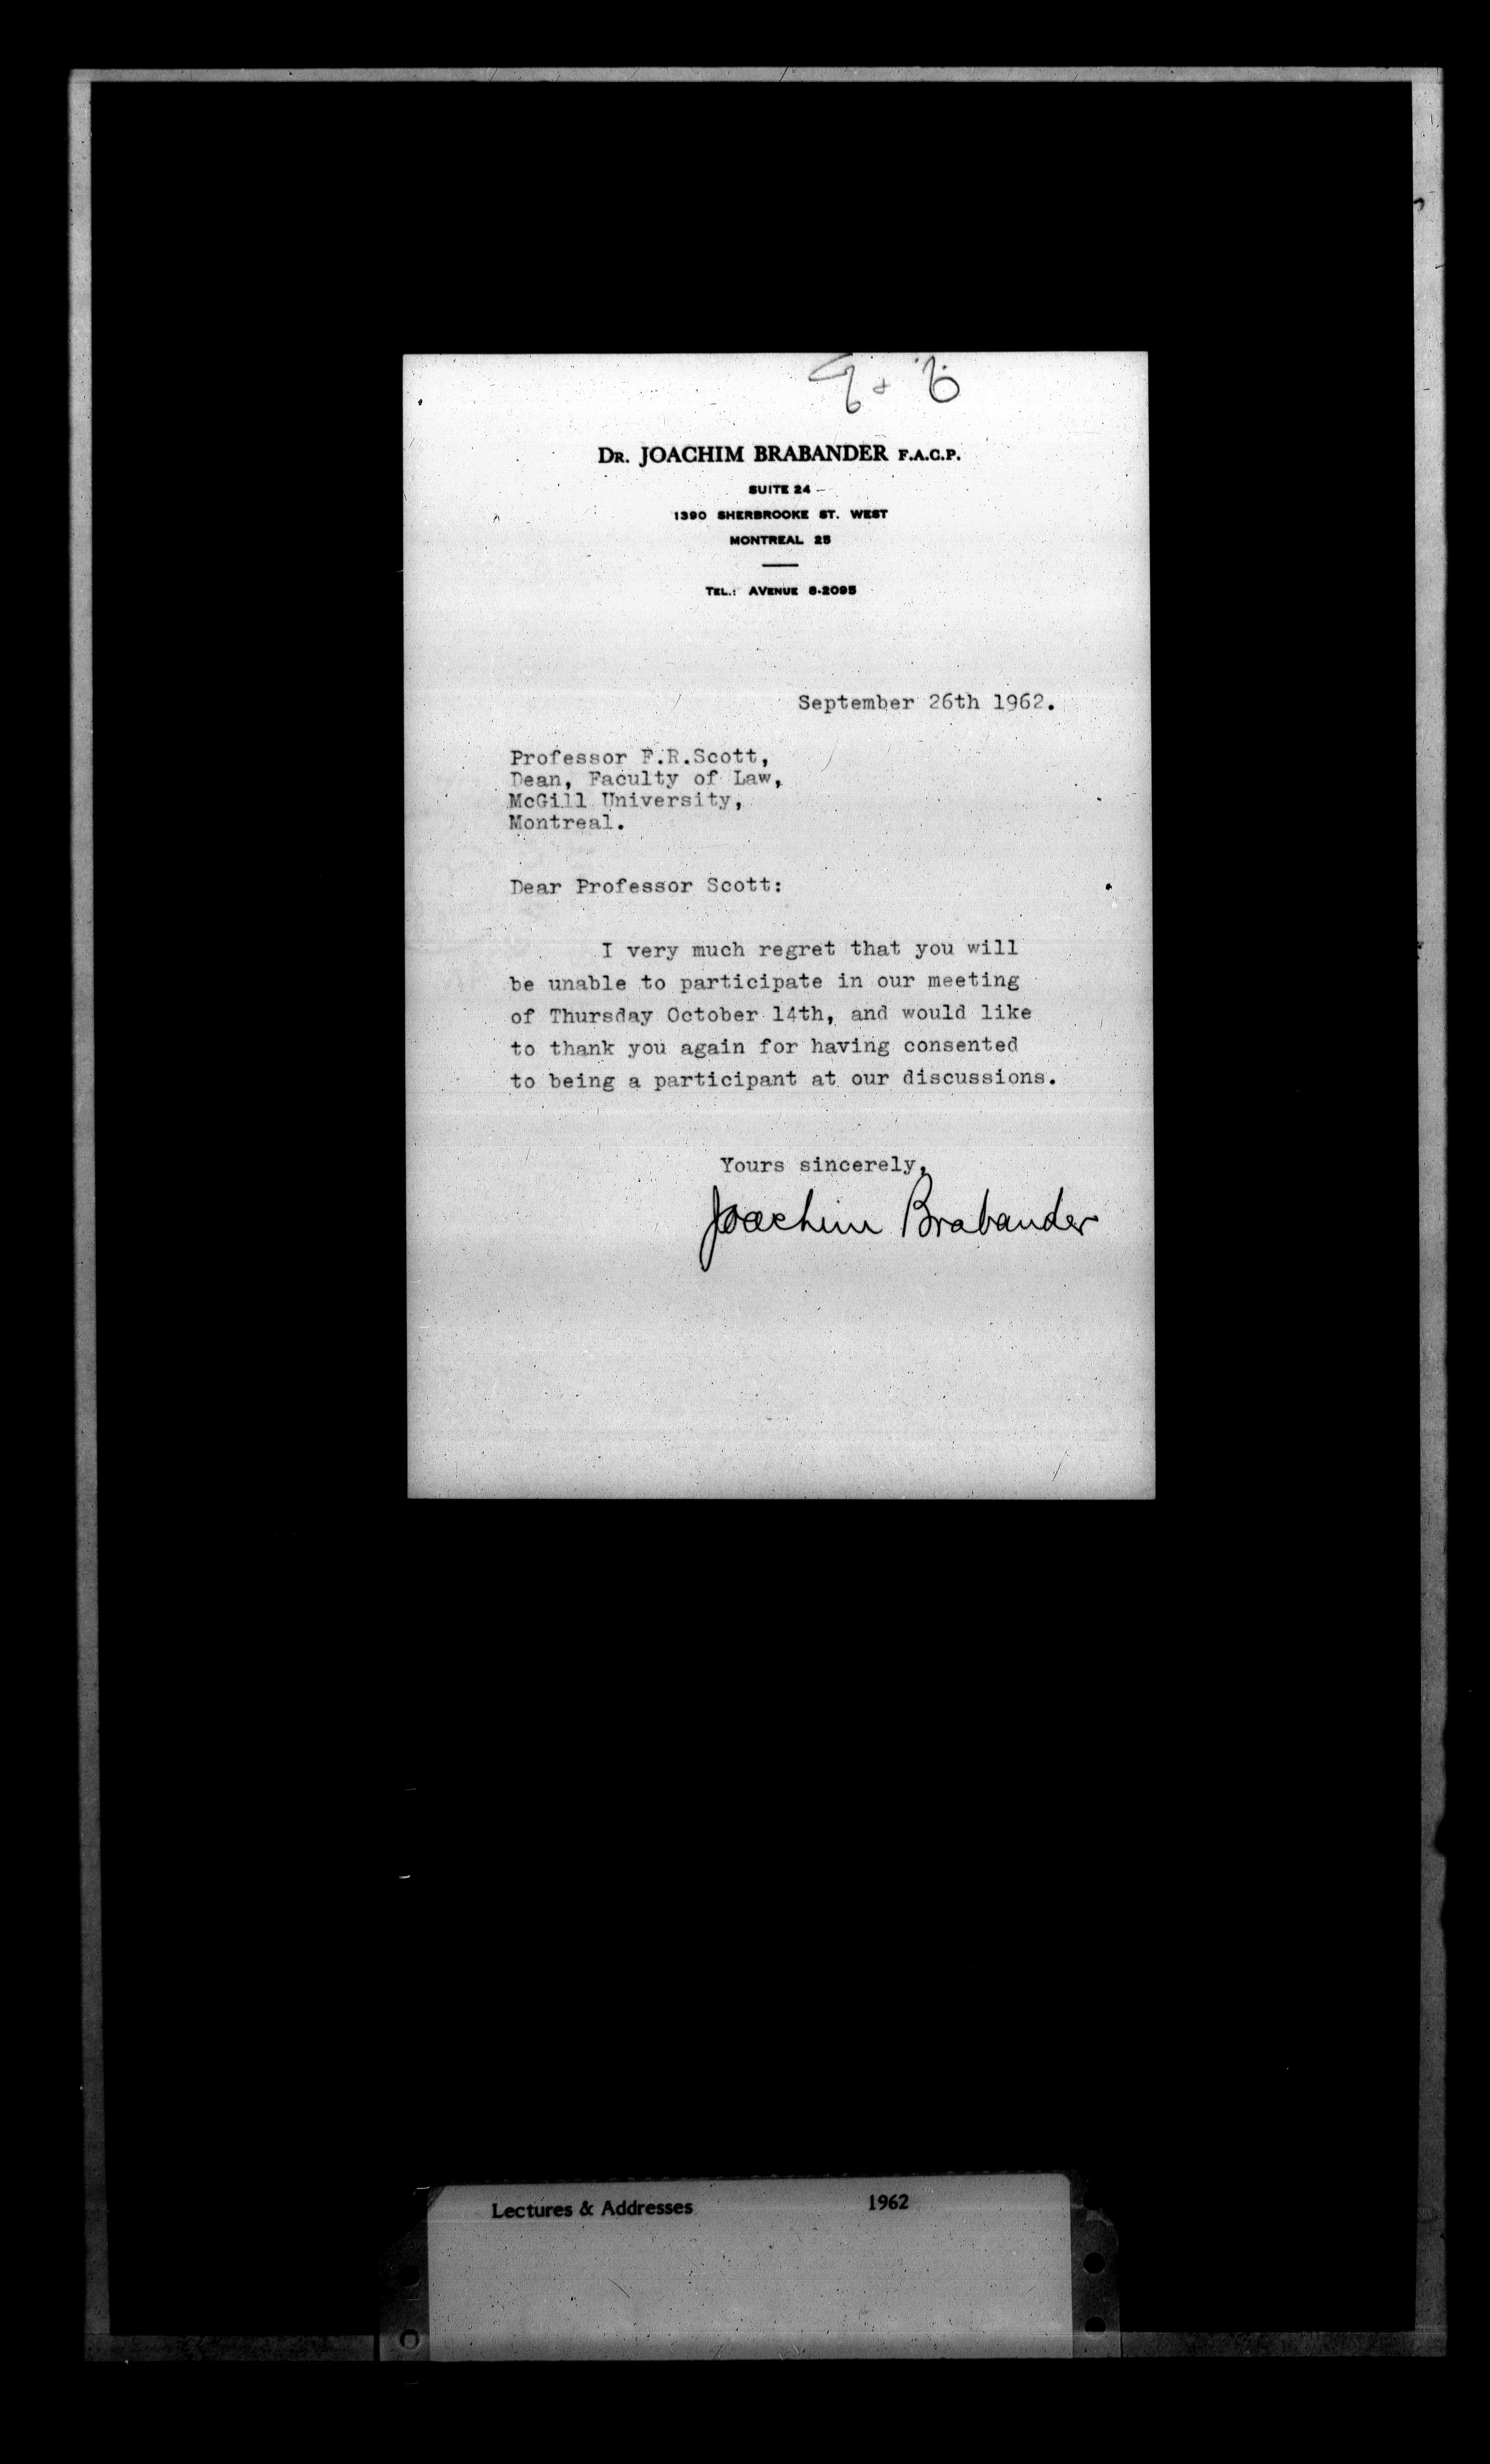 DR. JOACHIM BRABANDER F.A.C.P.
SUITE 24
1390 SHERBROOKE ST. WEST
MONTREAL 25
TEL.: AVENUE 8-2095
September 26th 1962.
Professor F.R.Scott,
Dean, Faculty of Law,
McGill University,
Montreal.
Dear Professor Scott:
I very much regret that you will
be unable to participate in our meeting
of Thursday October 14th, and would like
to thank you again for having consented
to being a participant at our discussions.
Yours sincerely,
Joachim Brabander
Lectures & Addresses 1962